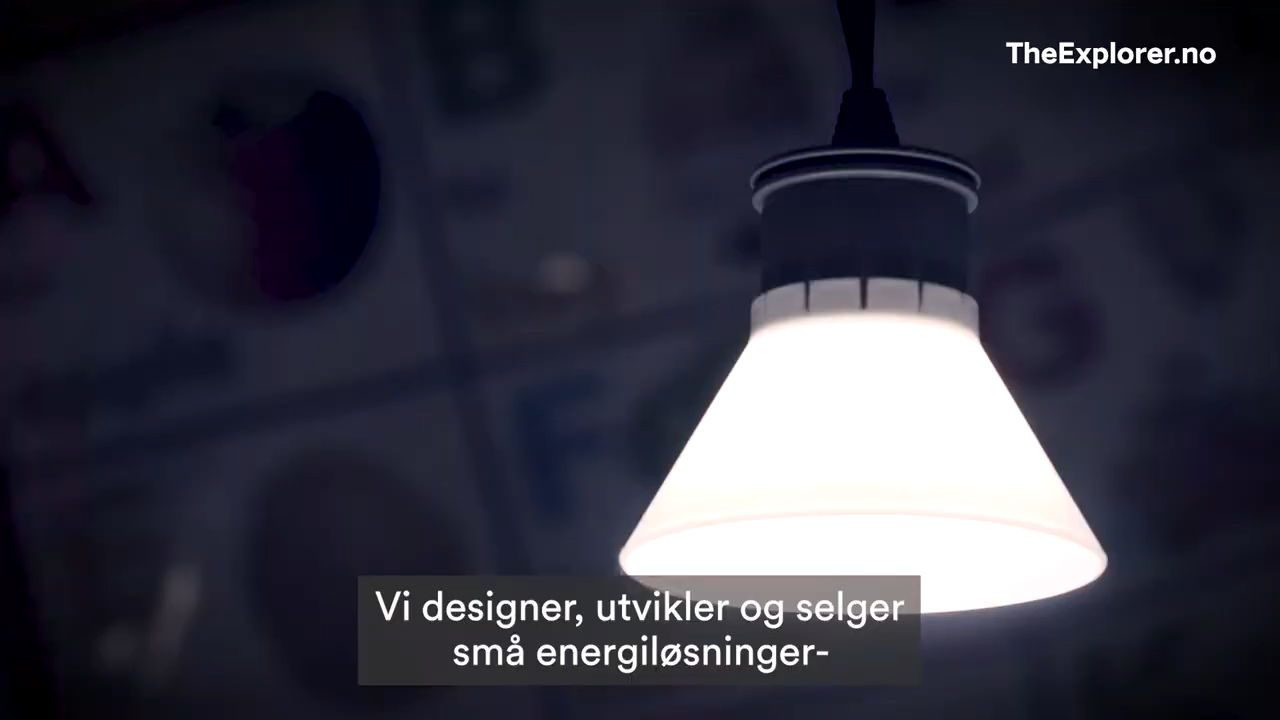 TheExplorer.no
A
B
F
G
Vi designer, utvikler og selger
små energiløsninger-